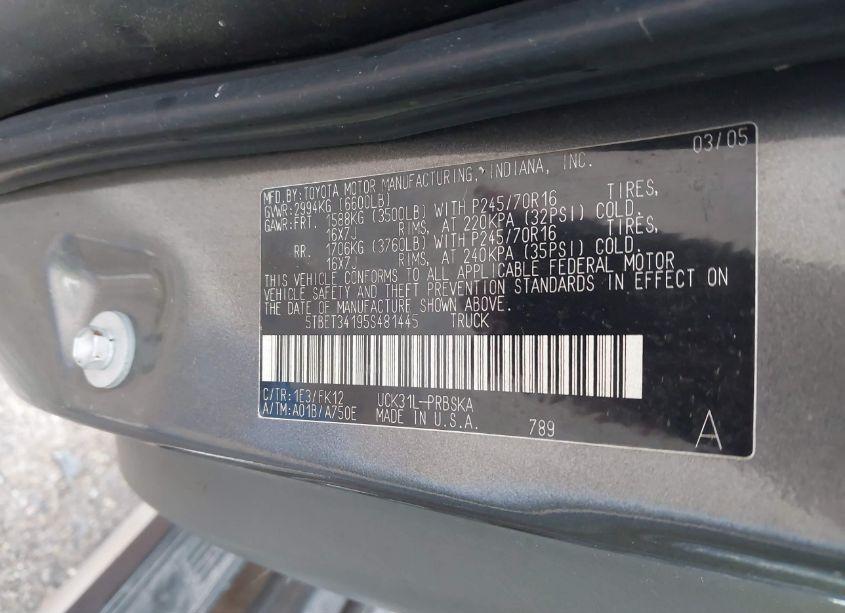 03/05
MFD.BY:TOYOTA MOTOR MANUFACTURING, INDIANA, INC.
GVWR:2994KG (6600LB)
GAWR:FRT. 1588KG (3500LB) WITH P245/70R16 TIRES,
16X7J RIMS, AT 220KPA (32PSI) COLD.
RR. 1706KG (3760LB) WITH P245/70R16 TIRES,
16X7J RIMS, AT 240KPA (35PSI) COLD.
THIS VEHICLE CONFORMS TO ALL APPLICABLE FEDERAL MOTOR
VEHICLE SAFETY AND THEFT PREVENTION STANDARDS IN EFFECT ON
THE DATE OF MANUFACTURE SHOWN ABOVE.
5TBET34195S481445 TRUCK
C/TR:1E3/FK12 UCK31L-PRBSKA
A/TM:A01B/A750E MADE IN U.S.A. 789 A